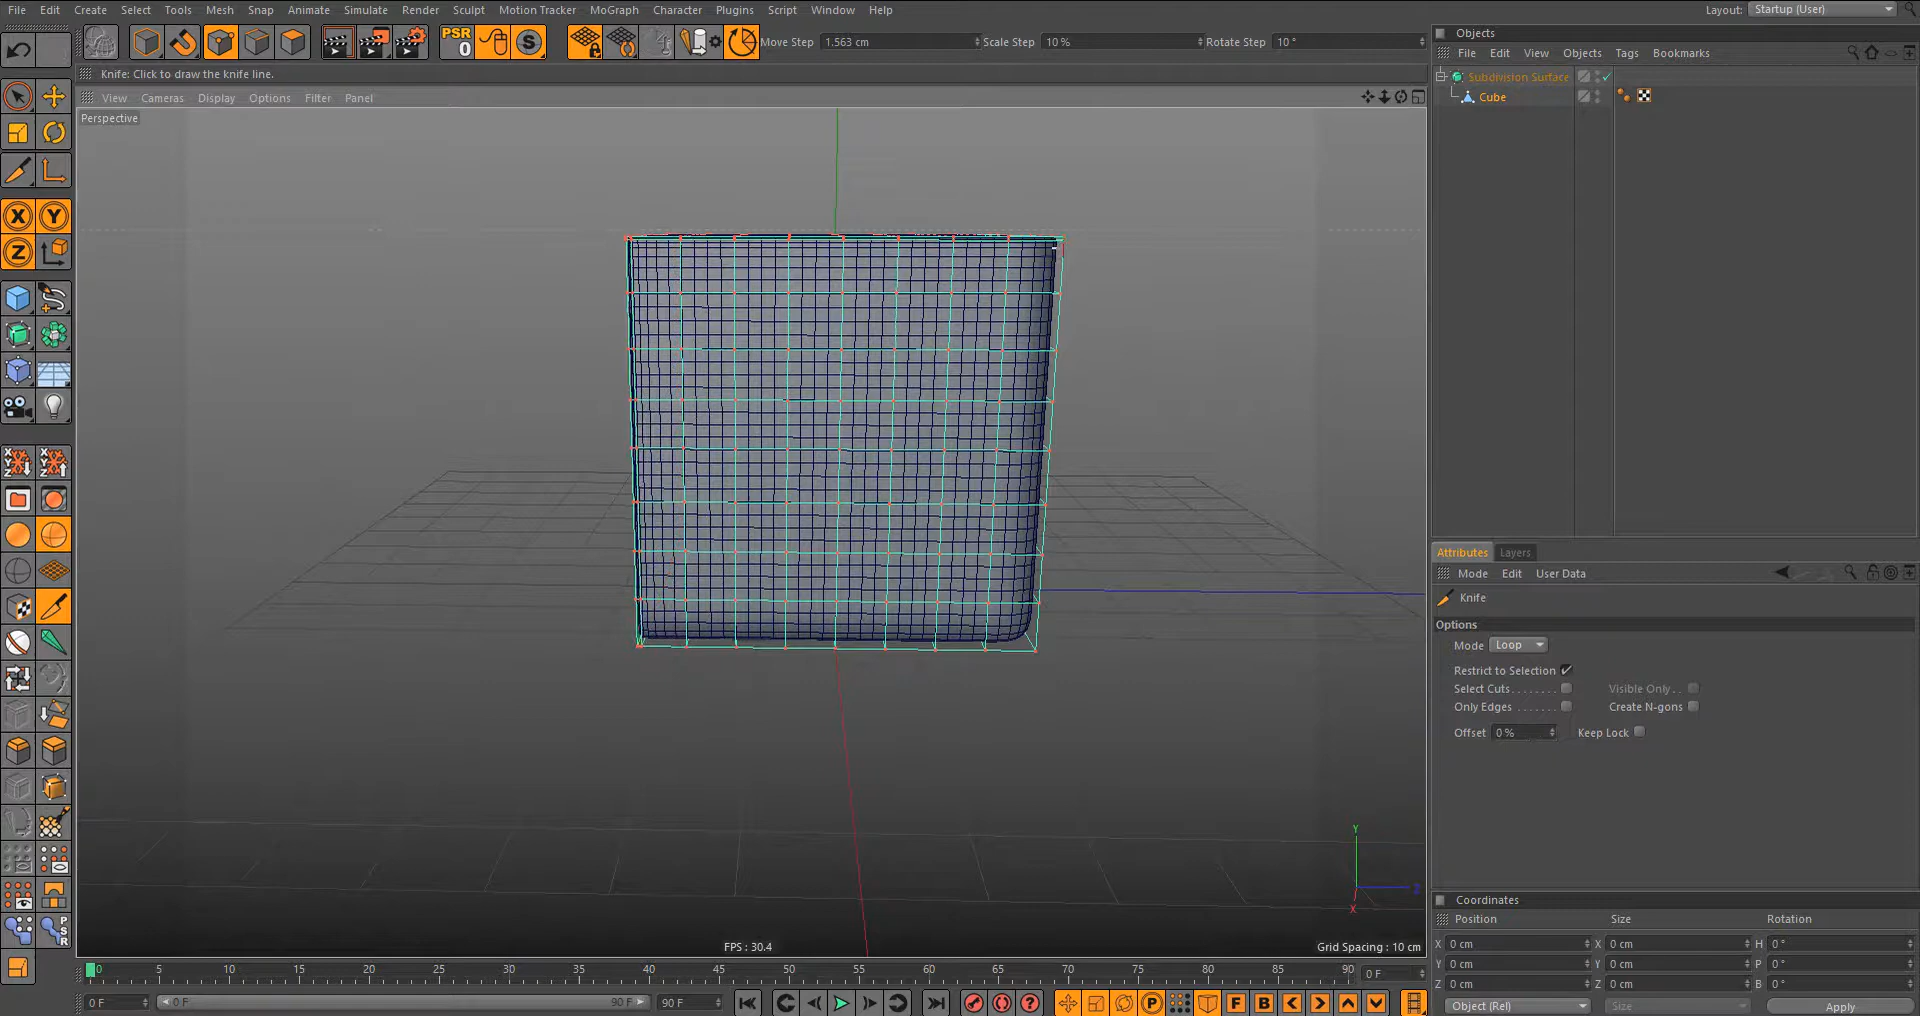 File Edit Create Select Tools Mesh Snap Animate Simulate Render Sculpt Motion Tracker MoGraph Character Plugins Script Window Help Layout: Startup (User)
PSR
0
S
Move Step 1.563 cm Scale Step 10 % Rotate Step 10 °
Knife: Click to draw the knife line.
View Cameras Display Options Filter Panel
Perspective
X Y
Z
FPS : 30.4
Grid Spacing : 10 cm
Y
X
0 5 10 15 20 25 30 35 40 45 50 55 60 65 70 75 80 85 90 0 F
0 F 0 F 90 F 90 F
P F B
Objects
File Edit View Objects Tags Bookmarks
Subdivision Surface
Cube
Attributes Layers
Mode Edit User Data
Knife
Options
Mode Loop
Restrict to Selection
Select Cuts Visible Only
Only Edges Create N-gons
Offset 0 % Keep Lock
Coordinates
Position Size Rotation
X 0 cm X 0 cm H 0 °
Y 0 cm Y 0 cm P 0 °
Z 0 cm Z 0 cm B 0 °
Object (Rel) Size Apply